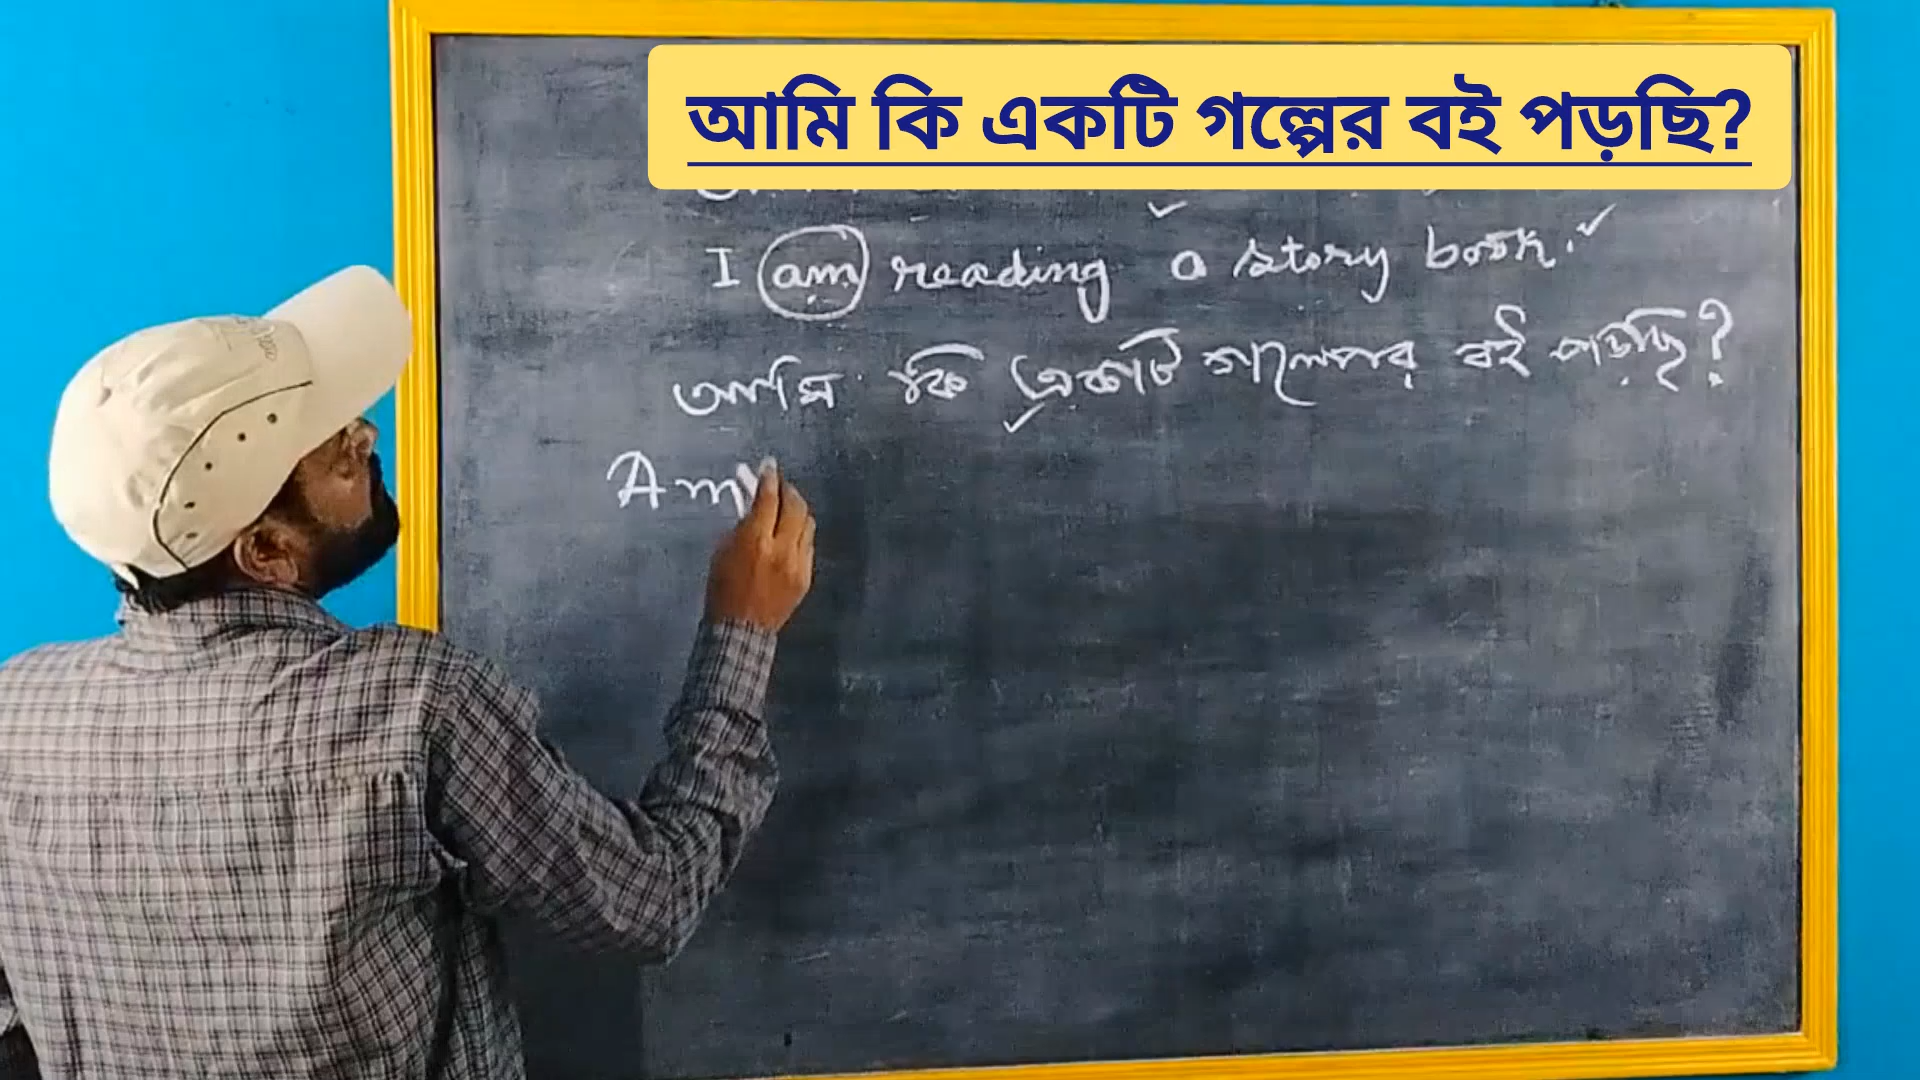 আমি কি একটি গল্পের বই পড়ছি?
I am reading a story book.
আমি কি একটি গল্পের বই পড়ছি?
Am